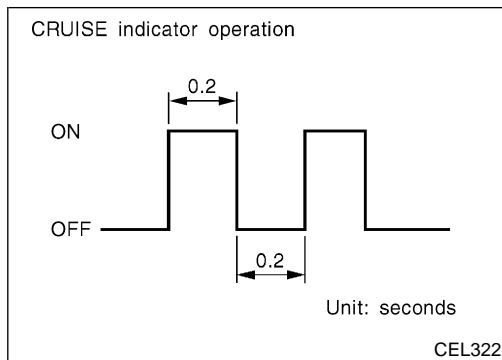 CRUISE indicator operation
0.2
ON
OFF
0.2
Unit: seconds
CEL322